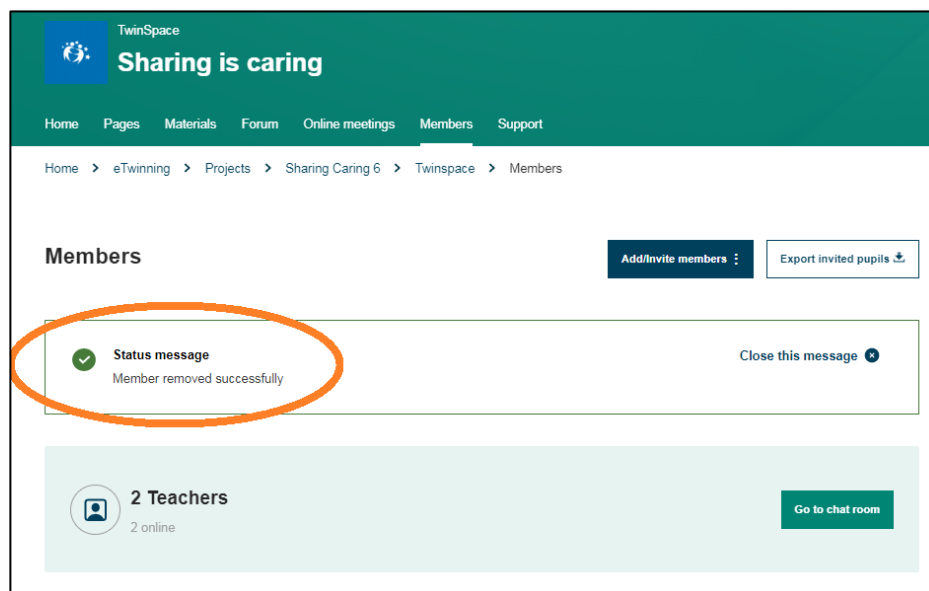 TwinSpace
Sharing is caring
Home Pages Materials Forum Online meetings Members Support
Home > eTwinning > Projects > Sharing Caring 6 > Twinspace > Members
Members
Add/Invite members
Export invited pupils
Status message
Close this message
Member removed successfully
2 Teachers
2 online
Go to chat room